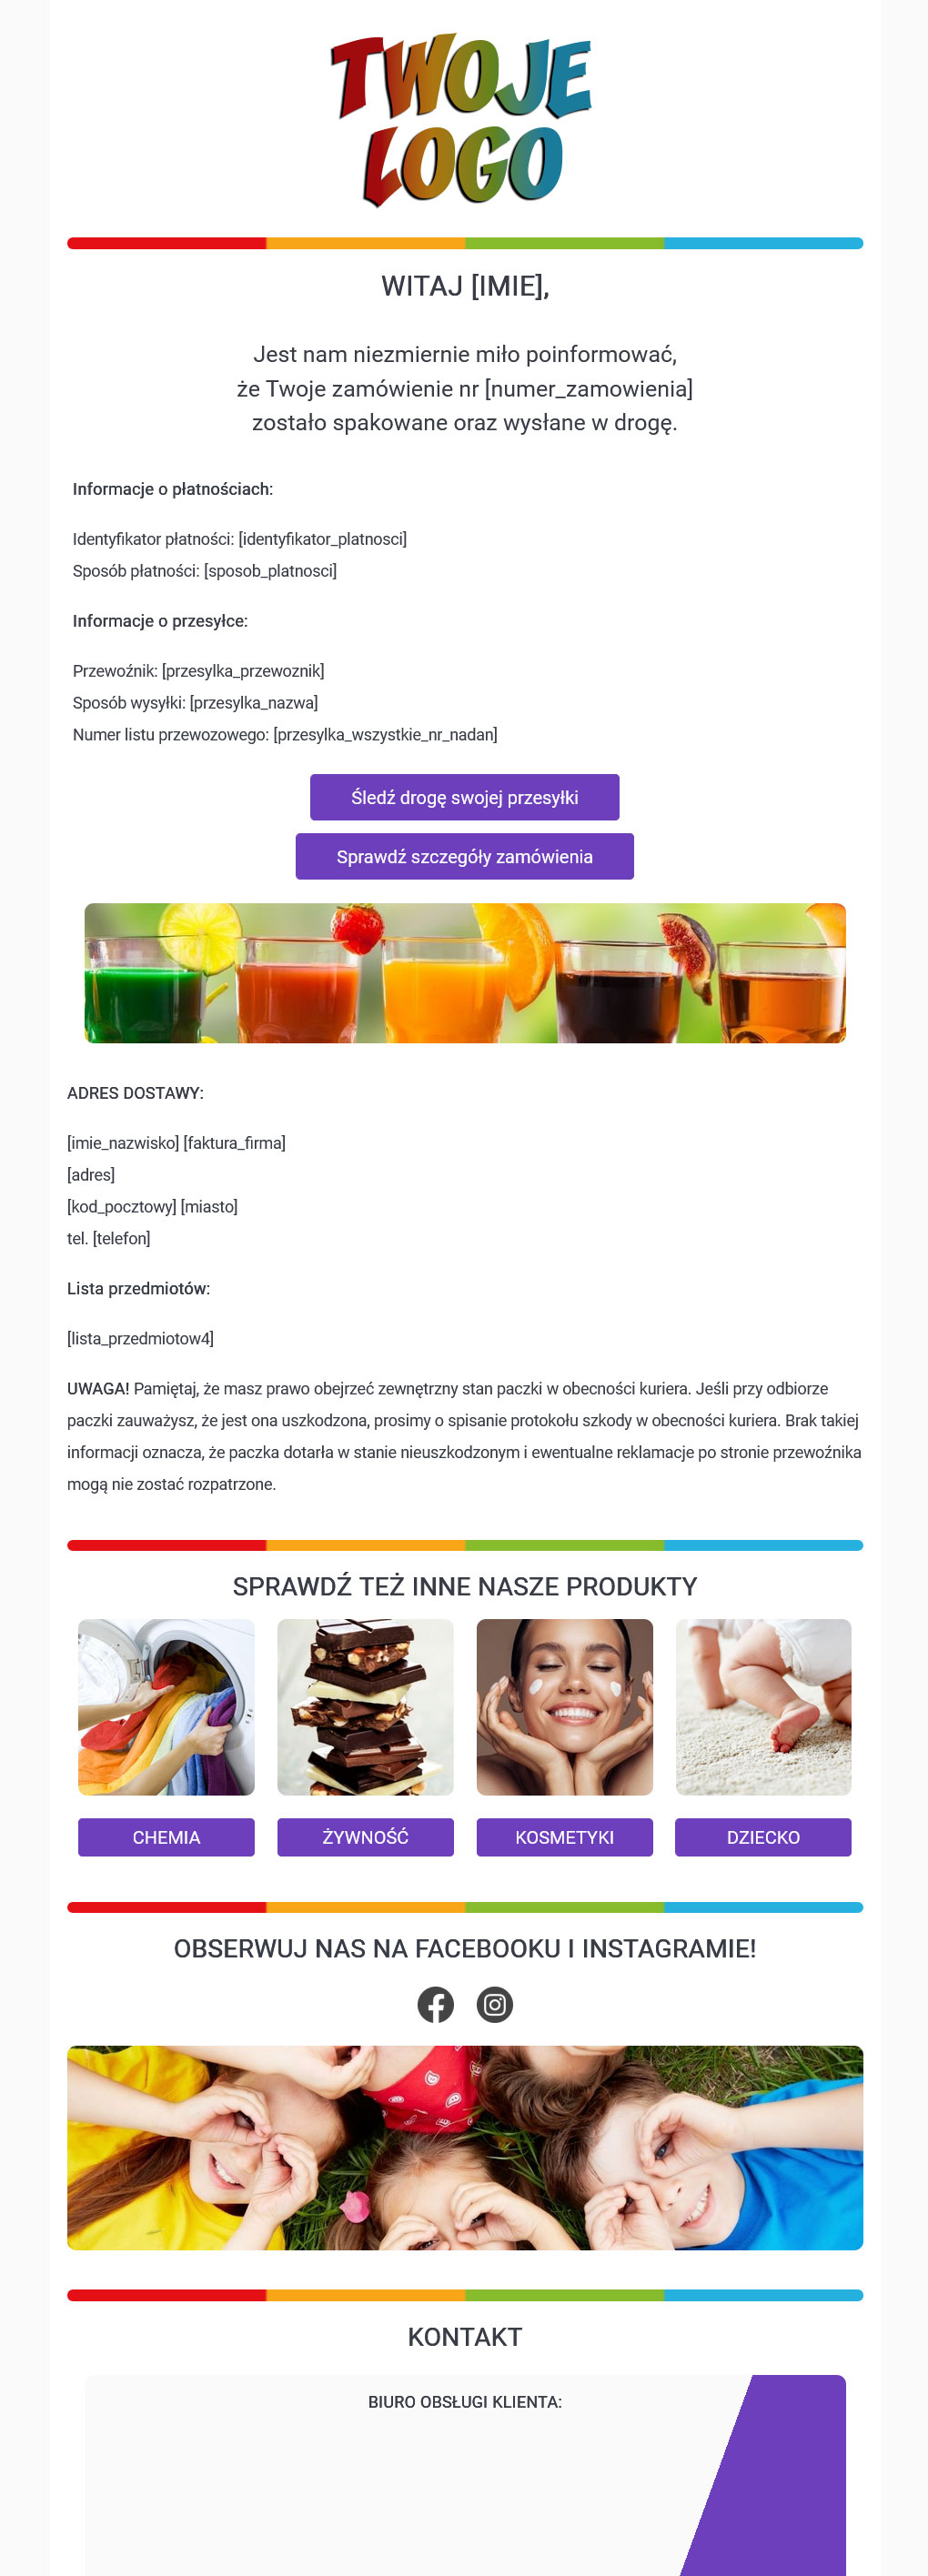 TWOJE
LOGO
WITAJ [IMIE],
Jest nam niezmiernie miło poinformować,
że Twoje zamówienie nr [numer_zamowienia]
zostało spakowane oraz wysłane w drogę.
Informacje o płatnościach:
Identyfikator płatności: [identyfikator_platnosci]
Sposób płatności: [sposob_platnosci]
Informacje o przesyłce:
Przewoźnik: [przesylka_przewoznik]
Sposób wysyłki: [przesylka_nazwa]
Numer listu przewozowego: [przesylka_wszystkie_nr_nadan]
Śledź drogę swojej przesyłki
Sprawdź szczegóły zamówienia
ADRES DOSTAWY:
[imie_nazwisko] [faktura_firma]
[adres]
[kod_pocztowy] [miasto]
tel. [telefon]
Lista przedmiotów:
[lista_przedmiotow4]
UWAGA! Pamiętaj, że masz prawo obejrzeć zewnętrzny stan paczki w obecności kuriera. Jeśli przy odbiorze
paczki zauważysz, że jest ona uszkodzona, prosimy o spisanie protokołu szkody w obecności kuriera. Brak takiej
informacji oznacza, że paczka dotarła w stanie nieuszkodzonym i ewentualne reklamacje po stronie przewoźnika
mogą nie zostać rozpatrzone.
SPRAWDŹ TEŻ INNE NASZE PRODUKTY
CHEMIA
ŻYWNOŚĆ
KOSMETYKI
DZIECKO
OBSERWUJ NAS NA FACEBOOKU I INSTAGRAMIE!
KONTAKT
BIURO OBSŁUGI KLIENTA: